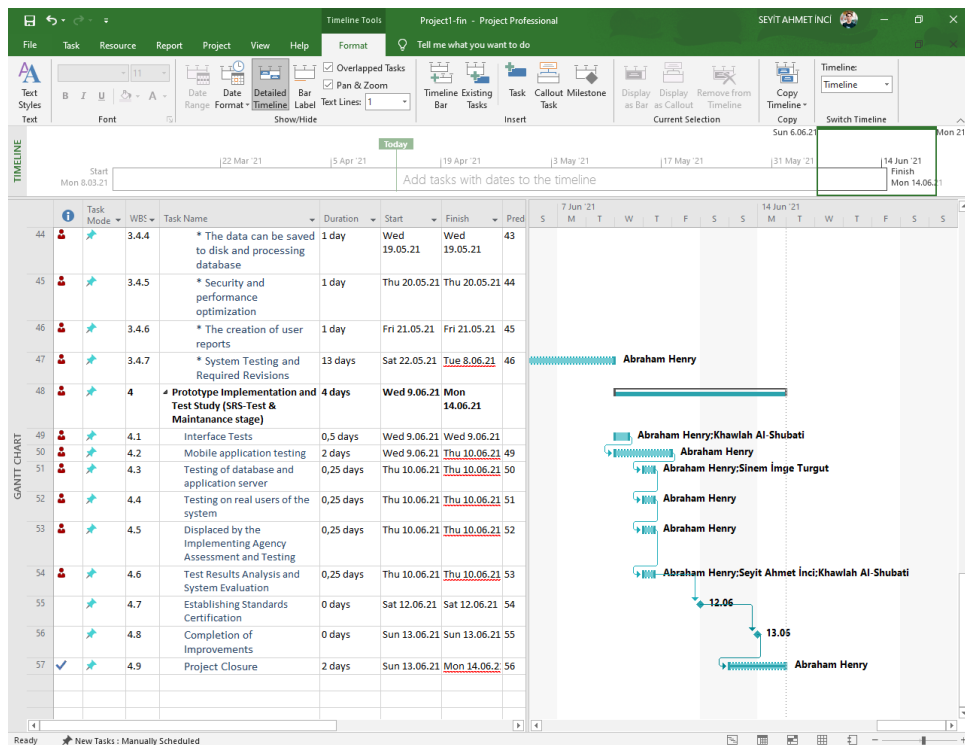 Timeline Tools
Project1-fin - Project Professional
SEYİT AHMET İNCİ
File Task Resource Report Project View Help Format Tell me what you want to do
Text Styles
11
B I U A
Date Range
Date Format
Detailed Timeline
Bar Label
Overlapped Tasks
Pan & Zoom
Text Lines: 1
Timeline Bar
Existing Tasks
Task
Callout Task
Milestone
Display as Bar
Display as Callout
Remove from Timeline
Copy Timeline
Timeline:
Timeline
Text Font Show/Hide Insert Current Selection Copy Switch Timeline
TIMELINE
Sun 6.06.21
Mon 21
Today
22 Mar '21 5 Apr '21 19 Apr '21 3 May '21 17 May '21 31 May '21 14 Jun '21
Start
Mon 8.03.21
Add tasks with dates to the timeline
Finish
Mon 14.06.21
GANTT CHART
Task Mode WBS Task Name Duration Start Finish Pred
7 Jun '21 14 Jun '21
S M T W T F S S M T W T F S S
44 3.4.4 * The data can be saved to disk and processing database 1 day Wed 19.05.21 Wed 19.05.21 43
45 3.4.5 * Security and performance optimization 1 day Thu 20.05.21 Thu 20.05.21 44
46 3.4.6 * The creation of user reports 1 day Fri 21.05.21 Fri 21.05.21 45
47 3.4.7 * System Testing and Required Revisions 13 days Sat 22.05.21 Tue 8.06.21 46 Abraham Henry
48 4 Prototype Implementation and Test Study (SRS-Test & Maintanance stage) 4 days Wed 9.06.21 Mon 14.06.21
49 4.1 Interface Tests 0,5 days Wed 9.06.21 Wed 9.06.21 Abraham Henry;Khawlah Al-Shubati
50 4.2 Mobile application testing 2 days Wed 9.06.21 Thu 10.06.21 49 Abraham Henry
51 4.3 Testing of database and application server 0,25 days Thu 10.06.21 Thu 10.06.21 50 Abraham Henry;Sinem İmge Turgut
52 4.4 Testing on real users of the system 0,25 days Thu 10.06.21 Thu 10.06.21 51 Abraham Henry
53 4.5 Displaced by the Implementing Agency Assessment and Testing 0,25 days Thu 10.06.21 Thu 10.06.21 52 Abraham Henry
54 4.6 Test Results Analysis and System Evaluation 0,25 days Thu 10.06.21 Thu 10.06.21 53 Abraham Henry;Seyit Ahmet İnci;Khawlah Al-Shubati
55 4.7 Establishing Standards Certification 0 days Sat 12.06.21 Sat 12.06.21 54 12.06
56 4.8 Completion of Improvements 0 days Sun 13.06.21 Sun 13.06.21 55 13.06
57 4.9 Project Closure 2 days Sun 13.06.21 Mon 14.06.2 56 Abraham Henry
Ready New Tasks : Manually Scheduled